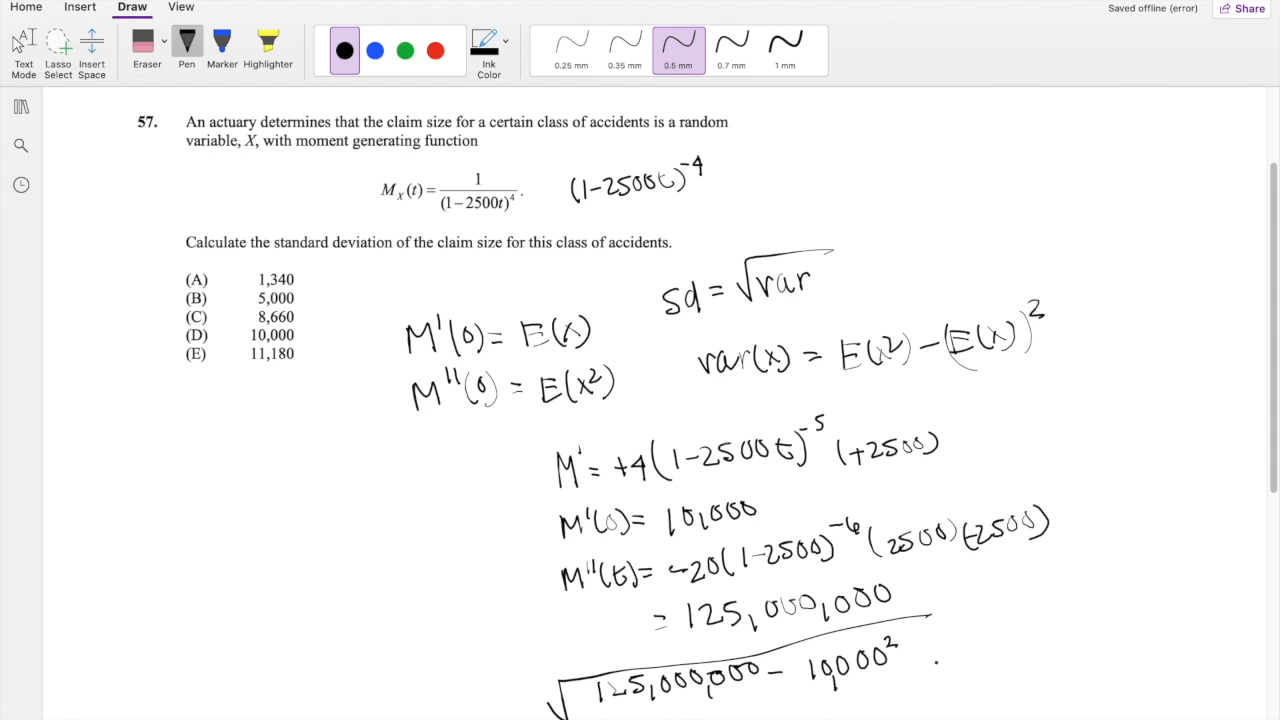 Home Insert Draw View
Saved offline (error) Share
Text Mode Lasso Select Insert Space Eraser Pen Marker Highlighter Ink Color 0.25 mm 0.35 mm 0.5 mm 0.7 mm 1 mm
57. An actuary determines that the claim size for a certain class of accidents is a random
variable, X, with moment generating function
M_X(t) = 1/(1−2500t)^4. (1-2500t)^-4
Calculate the standard deviation of the claim size for this class of accidents.
(A) 1,340
(B) 5,000
(C) 8,660
(D) 10,000
(E) 11,180
sd = √var
M'(0) = E(x)
var(x) = E(x²) - (E(x))²
M''(0) = E(x²)
M' = +4(1-2500t)^-5 (+2500)
M'(0) = 10,000
M''(t) = -20(1-2500)^-6 (2500)(-2500)
= 125,000,000
√125,000,000 - 10,000²